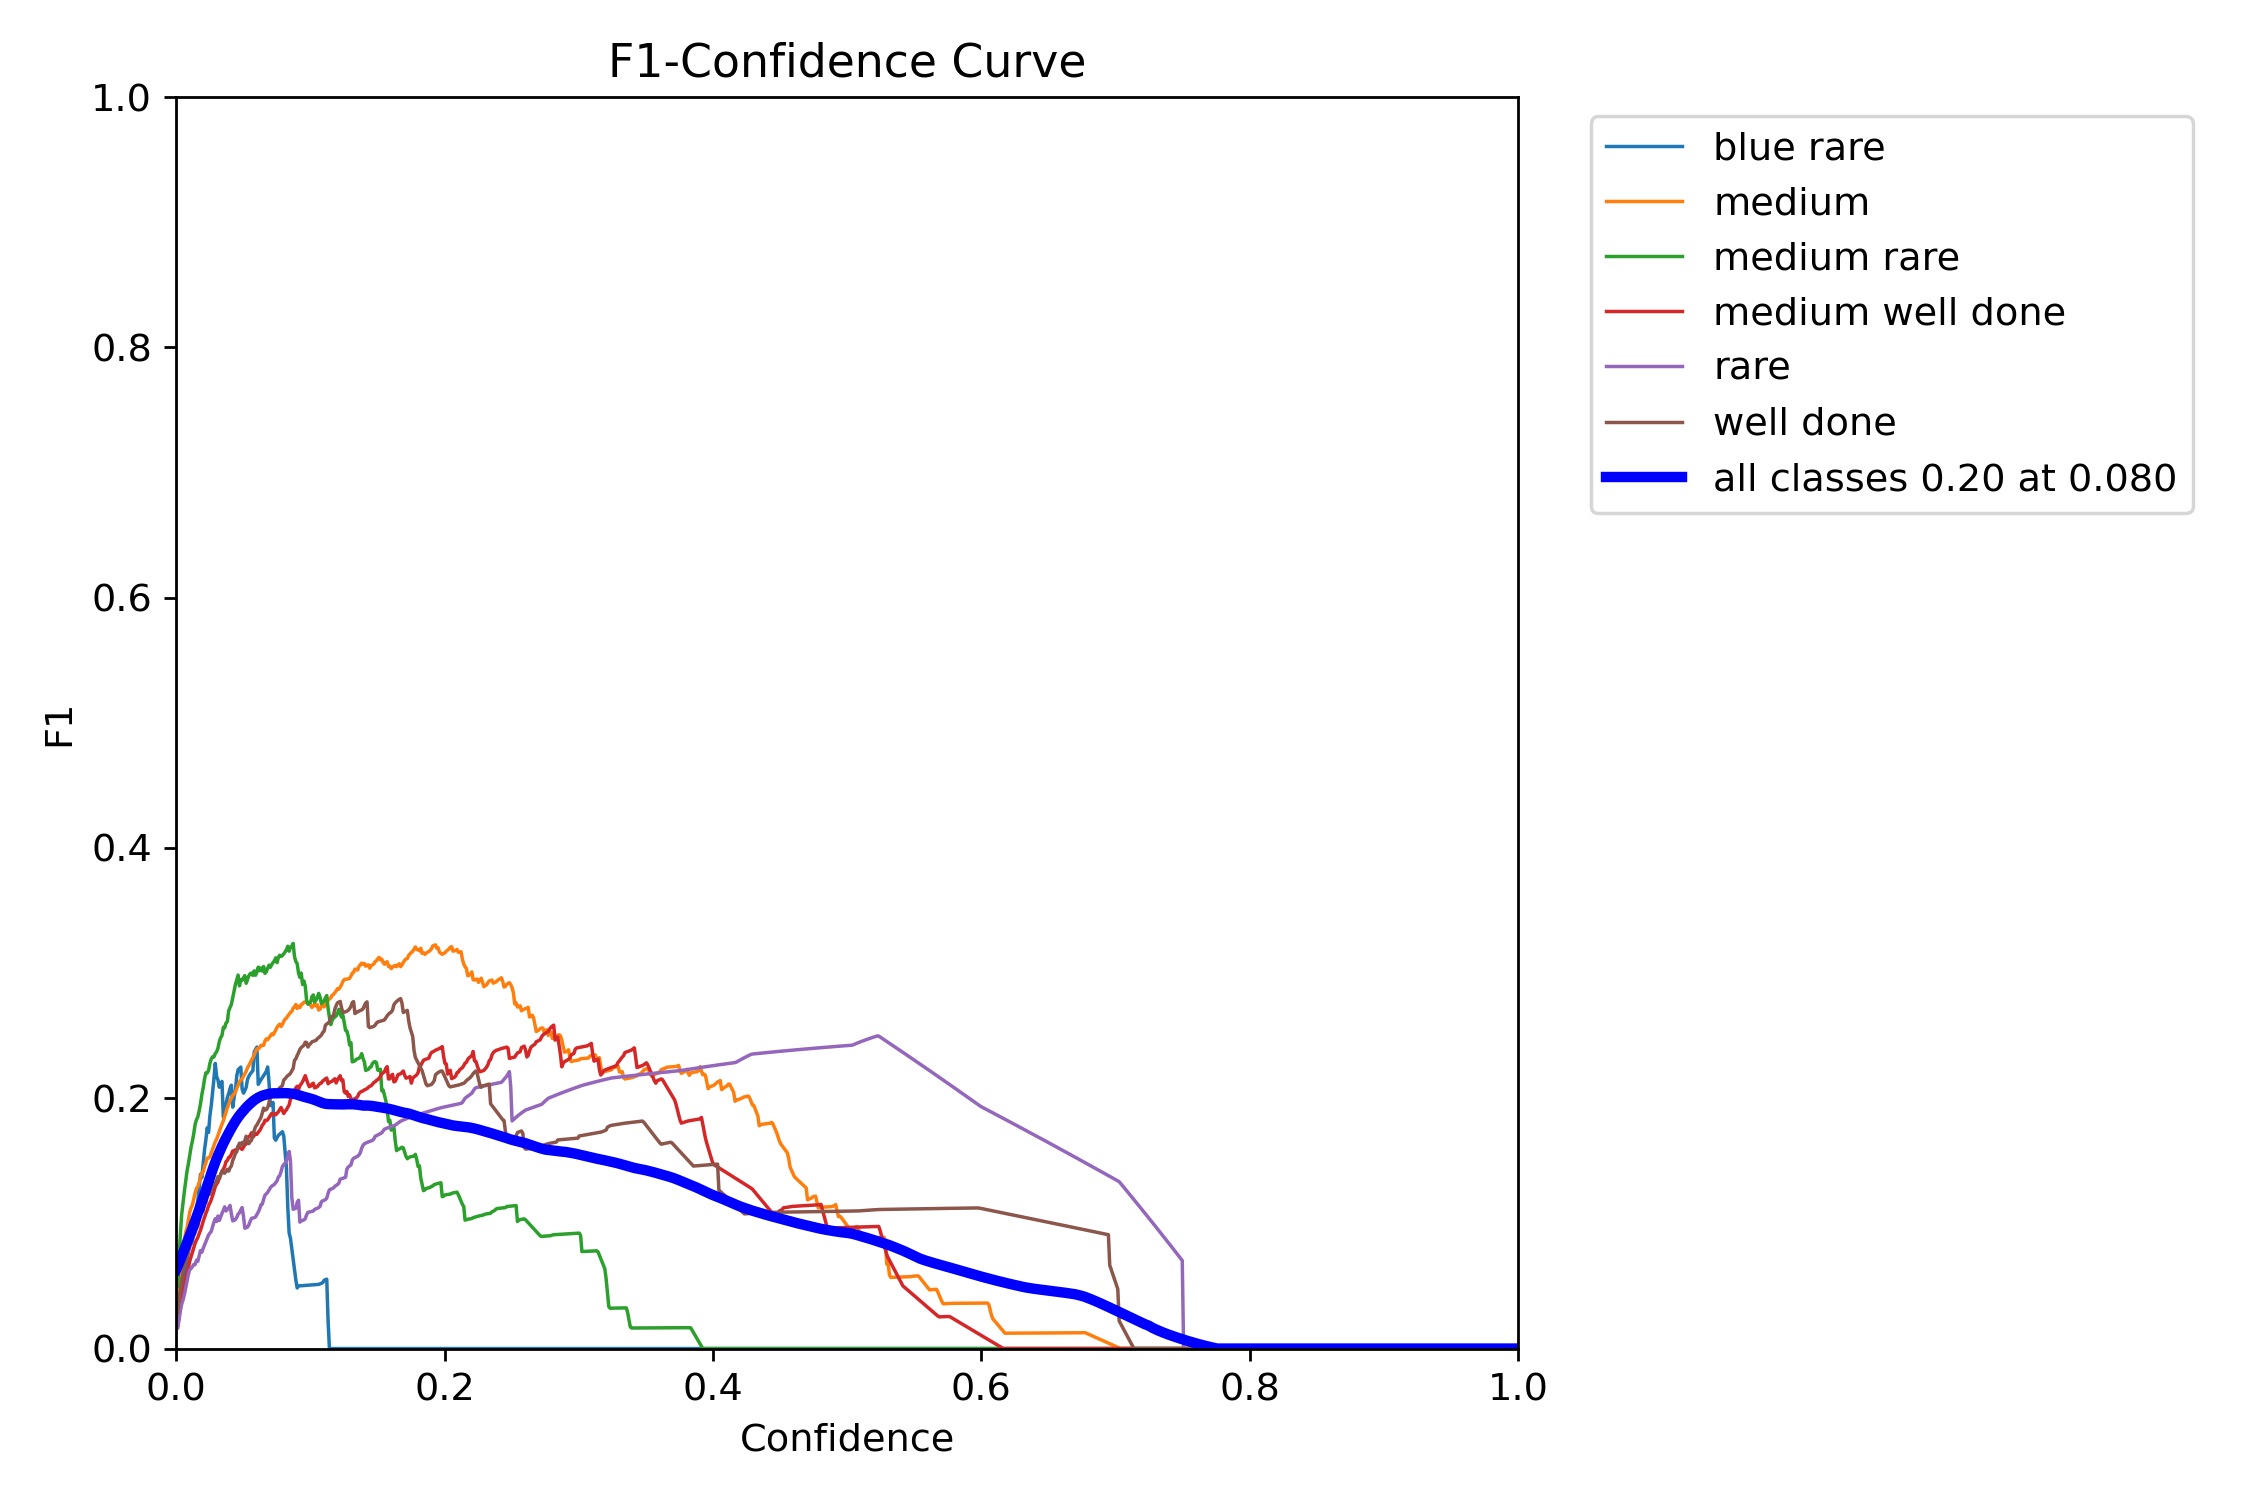 F1-Confidence Curve
1.0
0.8
0.6
0.4
0.2
0.0
F1
0.0 0.2 0.4 0.6 0.8 1.0
Confidence
blue rare
medium
medium rare
medium well done
rare
well done
all classes 0.20 at 0.080